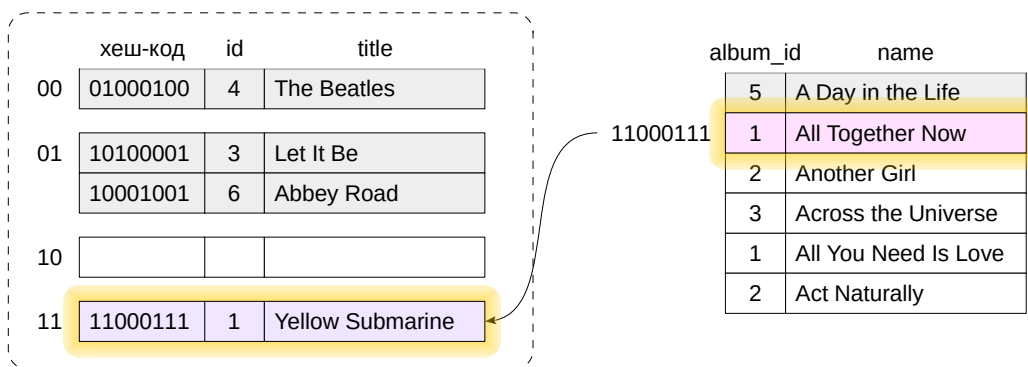 хеш-код id title
00 01000100 4 The Beatles
01 10100001 3 Let It Be
10001001 6 Abbey Road
10
11 11000111 1 Yellow Submarine
album_id name
5 A Day in the Life
11000111 1 All Together Now
2 Another Girl
3 Across the Universe
1 All You Need Is Love
2 Act Naturally